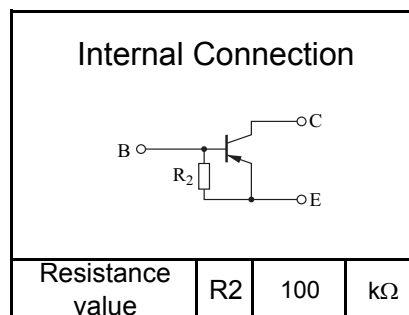 Internal Connection
C
B
R2
E
Resistance value R2 100 kΩ